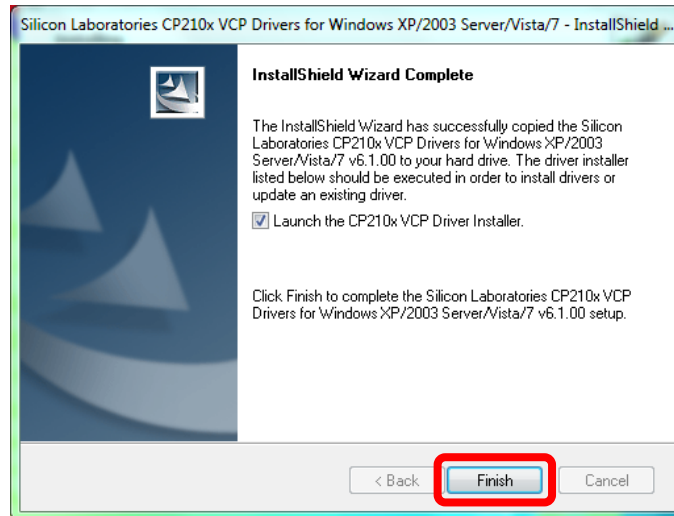 Silicon Laboratories CP210x VCP Drivers for Windows XP/2003 Server/Vista/7 - InstallShield ...
InstallShield Wizard Complete
The InstallShield Wizard has successfully copied the Silicon
Laboratories CP210x VCP Drivers for Windows XP/2003
Server/Vista/7 v6.1.00 to your hard drive. The driver installer
listed below should be executed in order to install drivers or
update an existing driver.
Launch the CP210x VCP Driver Installer.
Click Finish to complete the Silicon Laboratories CP210x VCP
Drivers for Windows XP/2003 Server/Vista/7 v6.1.00 setup.
< Back Finish Cancel